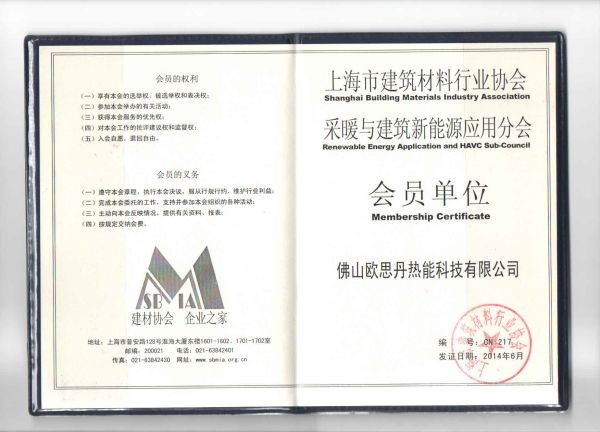 会员的权利
(一) 享有本会的选举权、被选举权和表决权;
(二) 参加本会举办的有关活动;
(三) 获得本会服务的优先权;
(四) 对本会工作的批评建议权和监督权;
(五) 入会自愿、退回自由。
会员的义务
(一) 遵守本会章程,执行本会决议,服从行规行约,维护行业利益;
(二) 完成本会委托的工作,支持并参加本会组织的各种活动;
(三) 主动向本会反映情况,提供有关资料、报表;
(四) 按规定交纳会费。
SBMIA
建材协会 企业之家
地址:上海市普安路128号淮海大厦东楼1601-1602、1701-1702室
邮编:200021 电话:021-63842401
传真:021-63842430 网址:www.sbmia.org.cn
上海市建筑材料行业协会
Shanghai Building Materials Industry Association
采暖与建筑新能源应用分会
Renewable Energy Application and HAVC Sub-Council
会员单位
Membership Certificate
佛山欧思丹热能科技有限公司
编 号:CN 217
发证日期:2014年6月
上海市建筑材料行业协会